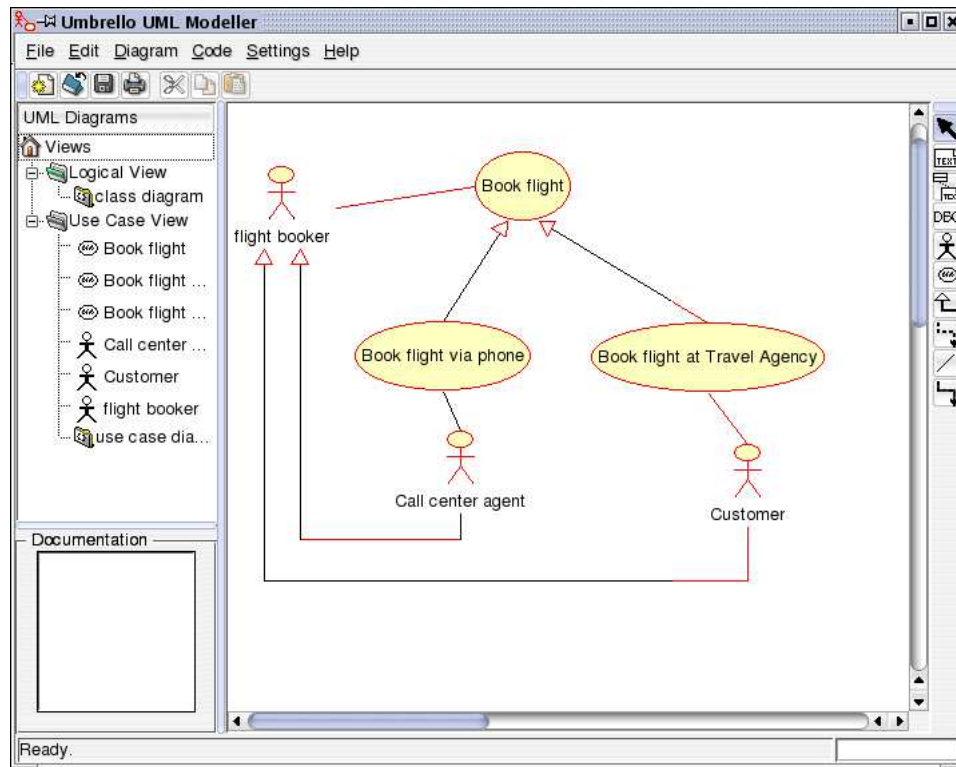 Umbrello UML Modeller
File Edit Diagram Code Settings Help
UML Diagrams
Views
Logical View
class diagram
Use Case View
Book flight
Book flight ...
Book flight ...
Call center ...
Customer
flight booker
use case dia...
Documentation
Book flight
flight booker
Book flight via phone
Book flight at Travel Agency
Call center agent
Customer
TEXT
Ready.